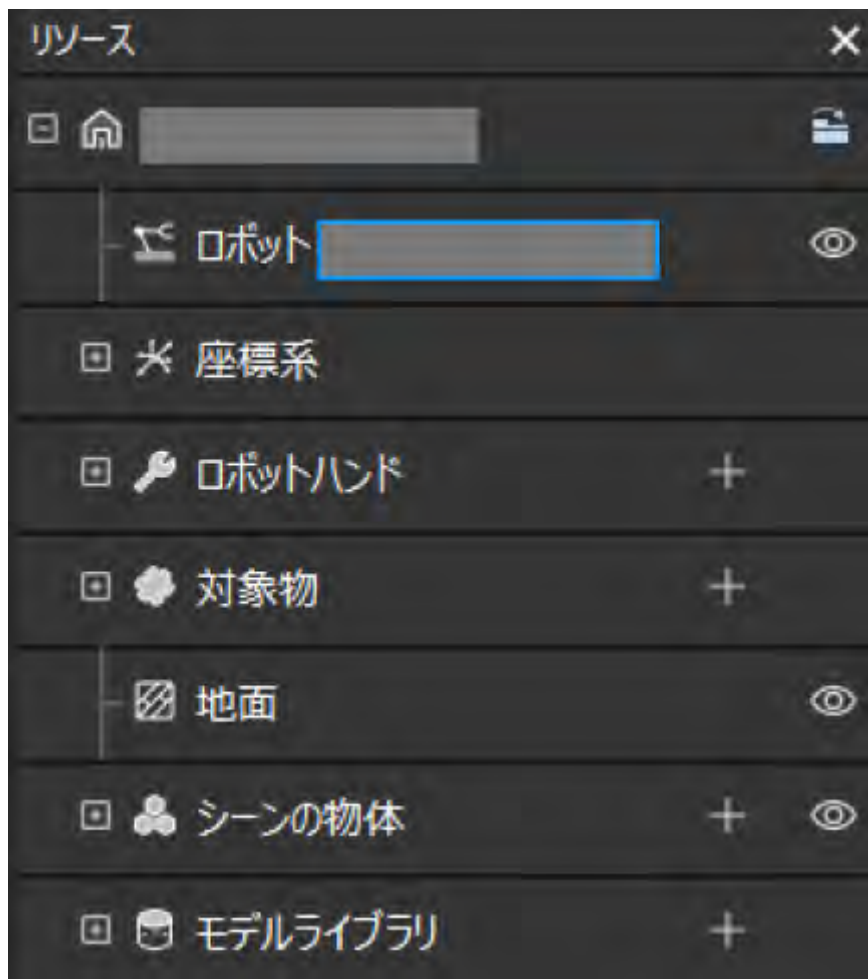 リソース
ロボット
座標系
ロボットハンド
対象物
地面
シーンの物体
モデルライブラリ